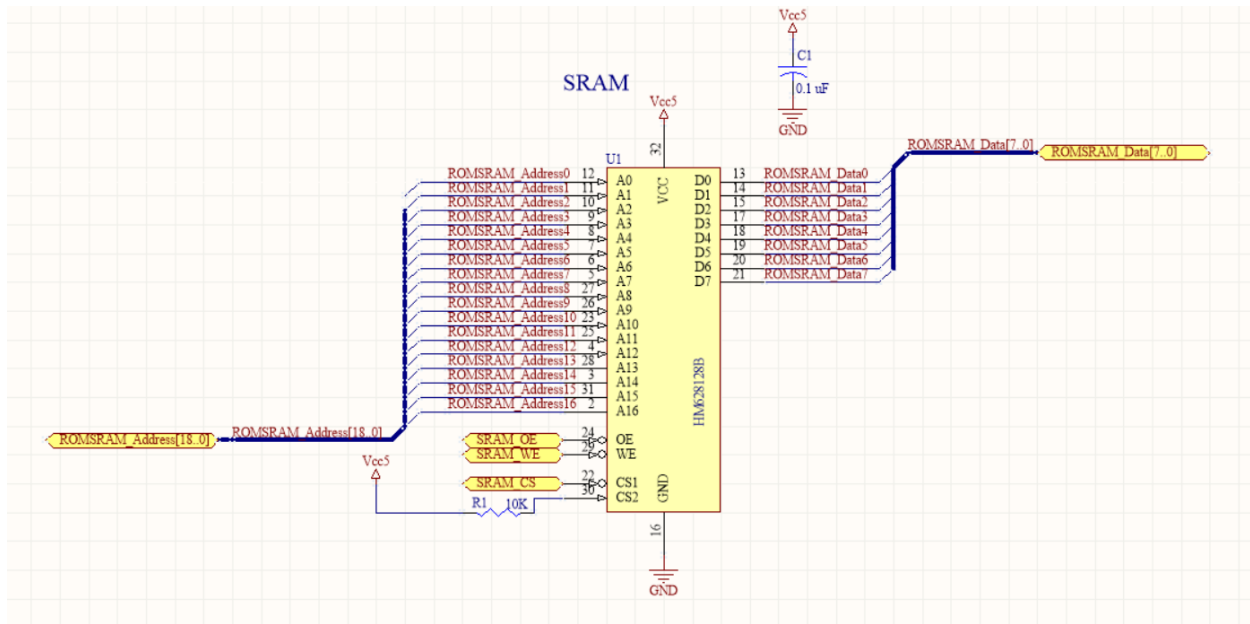 Vcc5
C1
0.1 uF
GND
SRAM
Vcc5
32
U1
VCC
ROMSRAM_Data[7..0] ROMSRAM_Data[7..0]
ROMSRAM_Address0 12 A0 D0 13 ROMSRAM_Data0
ROMSRAM_Address1 11 A1 D1 14 ROMSRAM_Data1
ROMSRAM_Address2 10 A2 D2 15 ROMSRAM_Data2
ROMSRAM_Address3 9 A3 D3 17 ROMSRAM_Data3
ROMSRAM_Address4 8 A4 D4 18 ROMSRAM_Data4
ROMSRAM_Address5 7 A5 D5 19 ROMSRAM_Data5
ROMSRAM_Address6 6 A6 D6 20 ROMSRAM_Data6
ROMSRAM_Address7 5 A7 D7 21 ROMSRAM_Data7
ROMSRAM_Address8 27 A8
ROMSRAM_Address9 26 A9
ROMSRAM_Address10 23 A10
ROMSRAM_Address11 25 A11
ROMSRAM_Address12 4 A12
ROMSRAM_Address13 28 A13
ROMSRAM_Address14 3 A14
ROMSRAM_Address15 31 A15
ROMSRAM_Address16 2 A16
HM628128B
ROMSRAM_Address[18..0] ROMSRAM_Address[18..0]
SRAM_OE 24 OE
SRAM_WE 29 WE
SRAM_CS 22 CS1
30 CS2
Vcc5
R1 10K
GND
16
GND